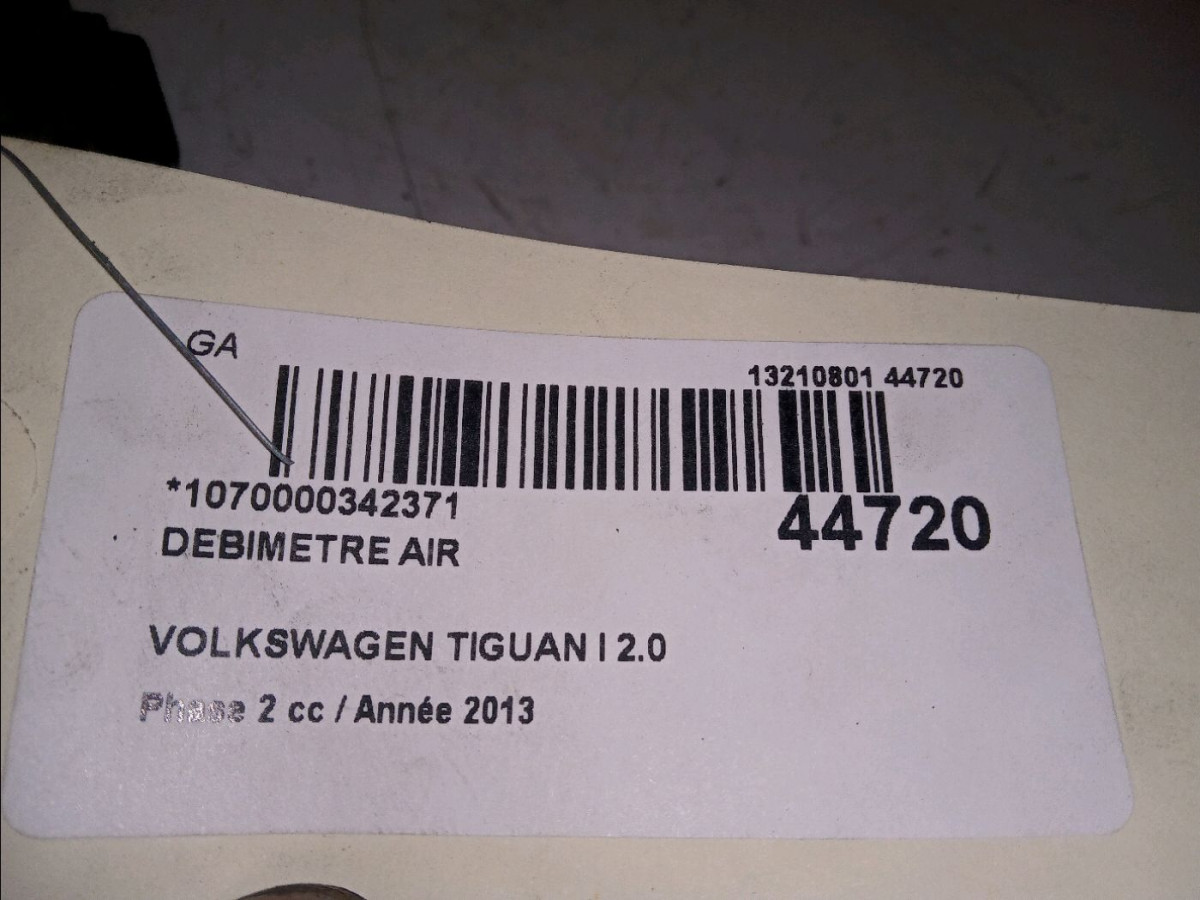 GA
13210801 44720
*1070000342371
44720
DEBIMETRE AIR
VOLKSWAGEN TIGUAN I 2.0
Phase 2 cc / Année 2013